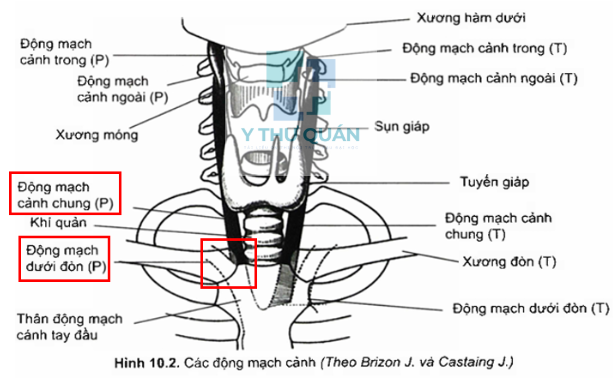 Xương hàm dưới
Động mạch
cảnh trong (P)
Động mạch cảnh trong (T)
Động mạch
cảnh ngoài (P)
Động mạch cảnh ngoài (T)
Xương móng
Y THƯ QUÁN
Sụn giáp
Động mạch
cảnh chung (P)
Tuyến giáp
Khí quản
Động mạch cảnh
chung (T)
Động mạch
dưới đòn (P)
Xương đòn (T)
Thân động mạch
cánh tay đầu
Động mạch dưới đòn (T)
Hình 10.2. Các động mạch cảnh (Theo Brizon J. và Castaing J.)